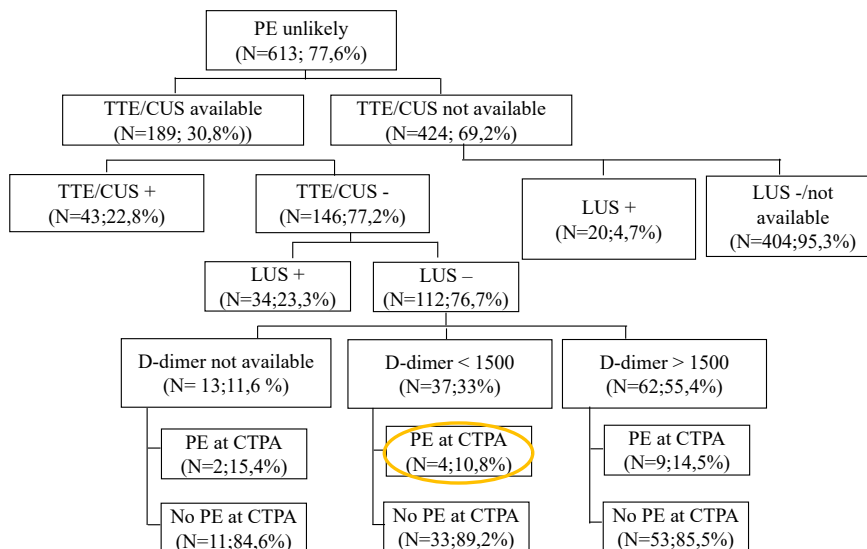 PE unlikely
(N=613; 77,6%)
TTE/CUS available
(N=189; 30,8%))
TTE/CUS not available
(N=424; 69,2%)
TTE/CUS +
(N=43;22,8%)
TTE/CUS -
(N=146;77,2%)
LUS +
(N=20;4,7%)
LUS -/not
available
(N=404;95,3%)
LUS +
(N=34;23,3%)
LUS –
(N=112;76,7%)
D-dimer not available
(N= 13;11,6 %)
D-dimer < 1500
(N=37;33%)
D-dimer > 1500
(N=62;55,4%)
PE at CTPA
(N=2;15,4%)
PE at CTPA
(N=4;10,8%)
PE at CTPA
(N=9;14,5%)
No PE at CTPA
(N=11;84,6%)
No PE at CTPA
(N=33;89,2%)
No PE at CTPA
(N=53;85,5%)